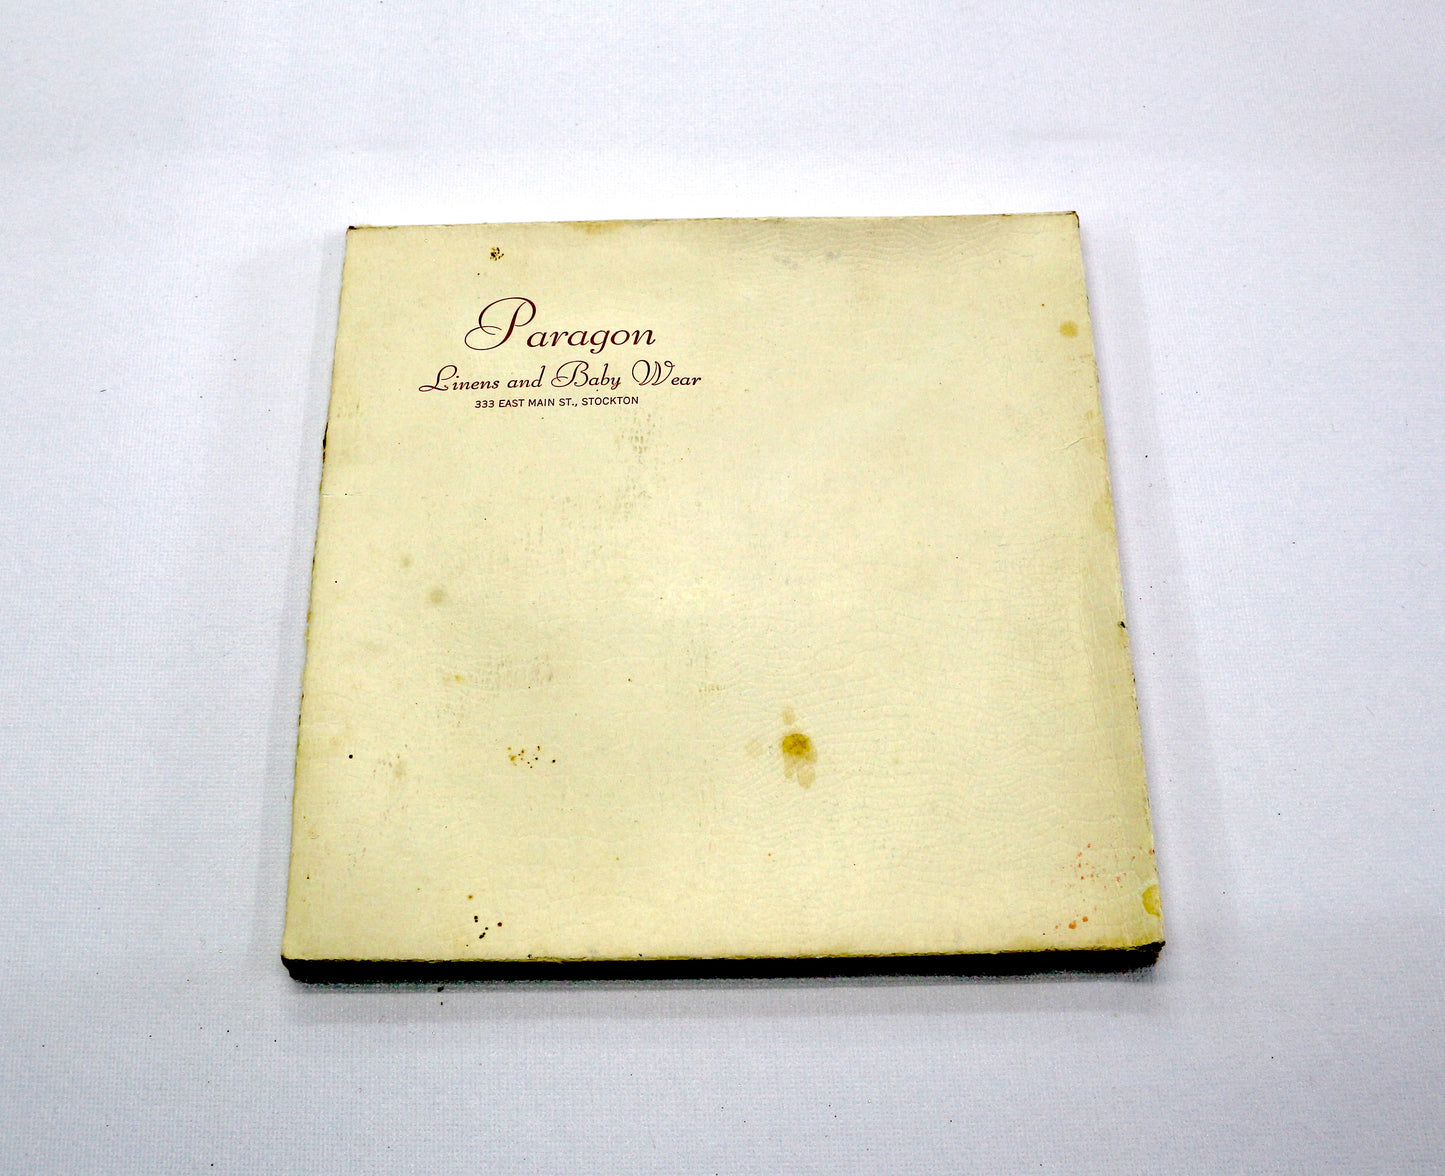 Paragon
Linens and Baby Wear
333 EAST MAIN ST., STOCKTON